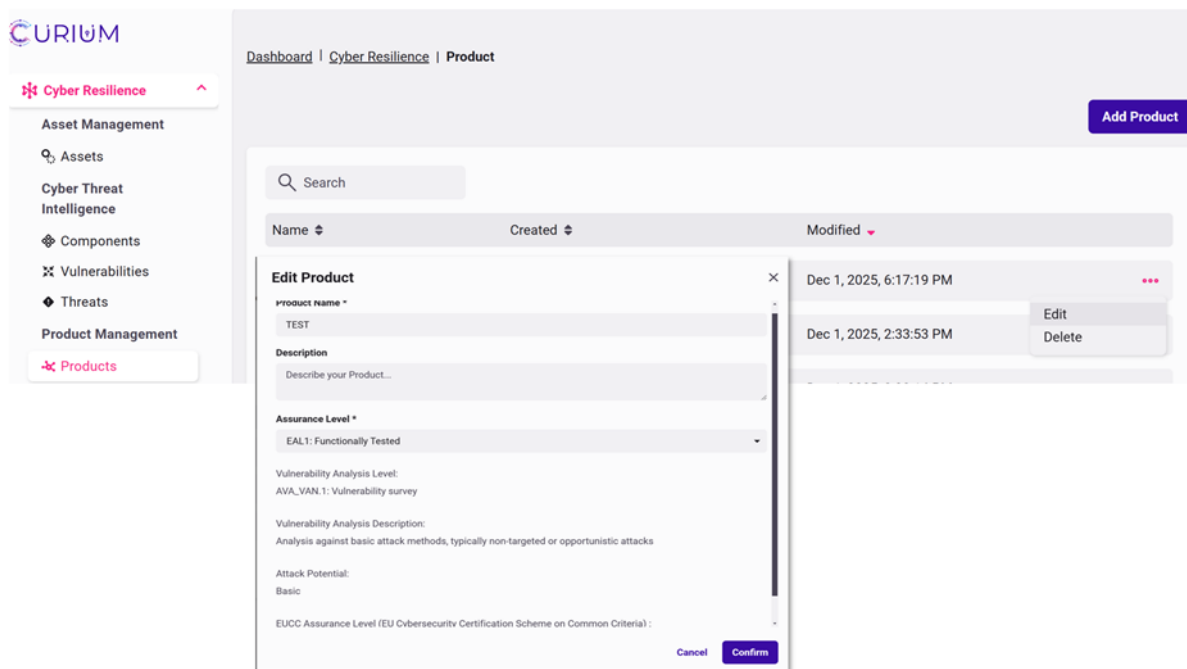 CURIUM
Dashboard | Cyber Resilience | Product
Cyber Resilience
Asset Management
Assets
Cyber Threat
Intelligence
Components
Vulnerabilities
Threats
Product Management
Products
Add Product
Search
Name
Created
Modified
Dec 1, 2025, 6:17:19 PM
Edit
Delete
Dec 1, 2025, 2:33:53 PM
Edit Product
Product Name *
TEST
Description
Describe your Product...
Assurance Level *
EAL1: Functionally Tested
Vulnerability Analysis Level:
AVA_VAN.1: Vulnerability survey
Vulnerability Analysis Description:
Analysis against basic attack methods, typically non-targeted or opportunistic attacks
Attack Potential:
Basic
EUCC Assurance Level (EU Cybersecurity Certification Scheme on Common Criteria) :
Cancel
Confirm